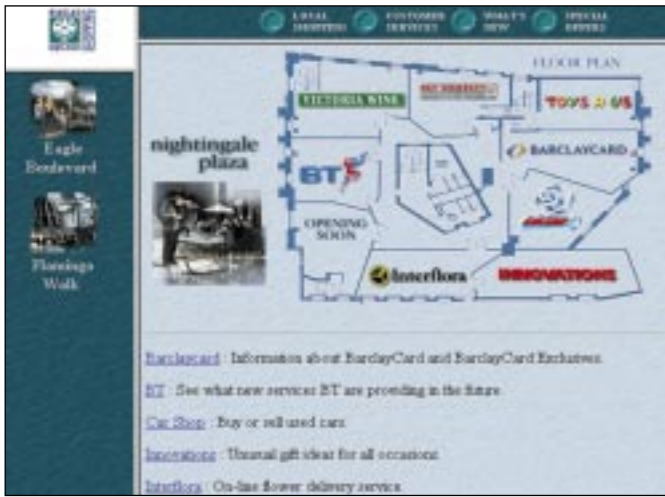 LOCAL SHOPPING
CUSTOMER SERVICES
WHAT'S NEW
SPECIAL OFFERS
Eagle
Boulevard
Flamingo
Walk
nightingale
plaza
FLOOR PLAN
VICTORIA WINE
TOYS R US
BT
BARCLAYCARD
OPENING
SOON
Interflora
INNOVATIONS
Barclaycard : Information about BarclayCard and BarclayCard Exclusives.
BT : See what new services BT are providing in the future.
Car Shop : Buy or sell used cars.
Innovations : Unusual gift ideas for all occasions.
Interflora : On-line flower delivery service.